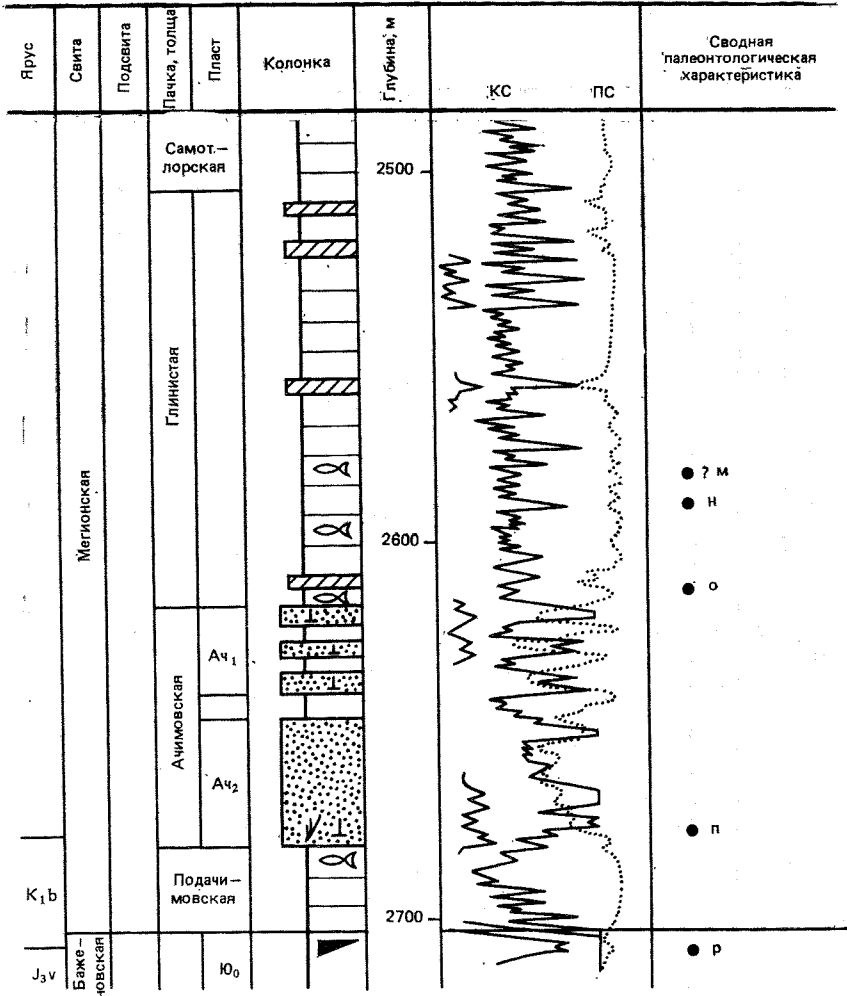 Ярус
Свита
Подсвита
Пачка, толща
Пласт
Колонка
Глубина, м
КС
ПС
Сводная
палеонтологическая
характеристика
Самот-
лорская
2500
Глинистая
Мегионская
? м
н
2600
о
Ач₁
Ачимовская
Ач₂
п
К₁b
Подачи-
мовская
2700
Баже-
новская
J₃v
Ю₀
р